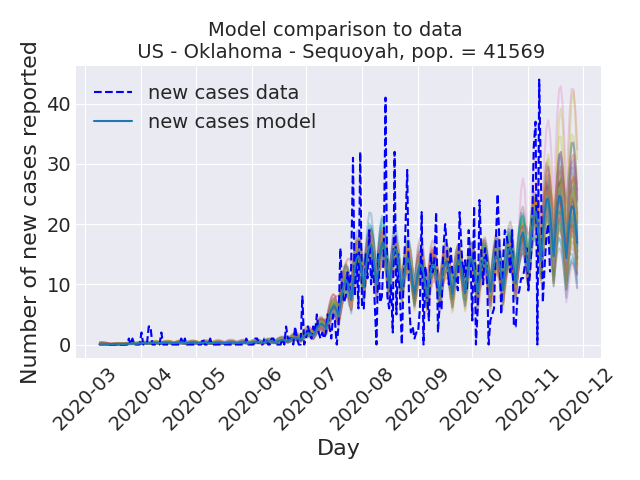 Model comparison to data
US - Oklahoma - Sequoyah, pop. = 41569
Number of new cases reported
new cases data
new cases model
40
30
20
10
0
2020-03
2020-04
2020-05
2020-06
2020-07
2020-08
2020-09
2020-10
2020-11
2020-12
Day